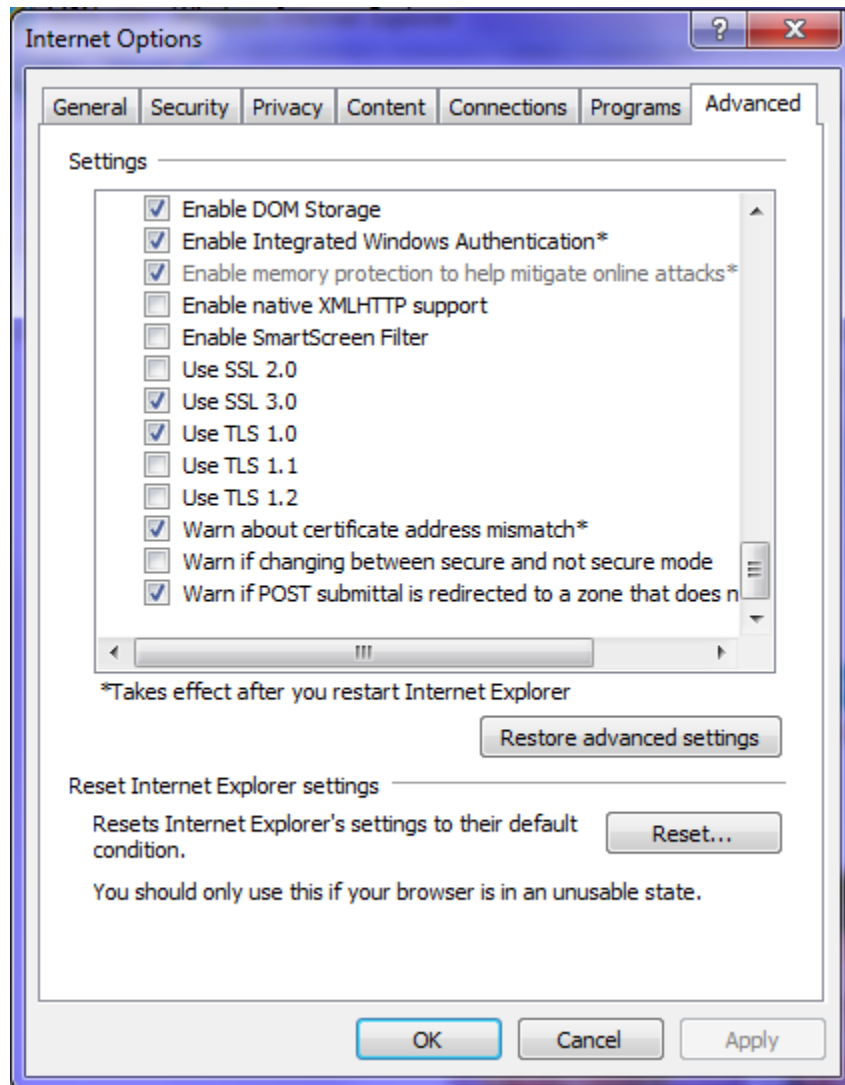 Internet Options
General Security Privacy Content Connections Programs Advanced
Settings
Enable DOM Storage
Enable Integrated Windows Authentication*
Enable memory protection to help mitigate online attacks*
Enable native XMLHTTP support
Enable SmartScreen Filter
Use SSL 2.0
Use SSL 3.0
Use TLS 1.0
Use TLS 1.1
Use TLS 1.2
Warn about certificate address mismatch*
Warn if changing between secure and not secure mode
Warn if POST submittal is redirected to a zone that does n
*Takes effect after you restart Internet Explorer
Restore advanced settings
Reset Internet Explorer settings
Resets Internet Explorer's settings to their default
condition.
Reset...
You should only use this if your browser is in an unusable state.
OK Cancel Apply